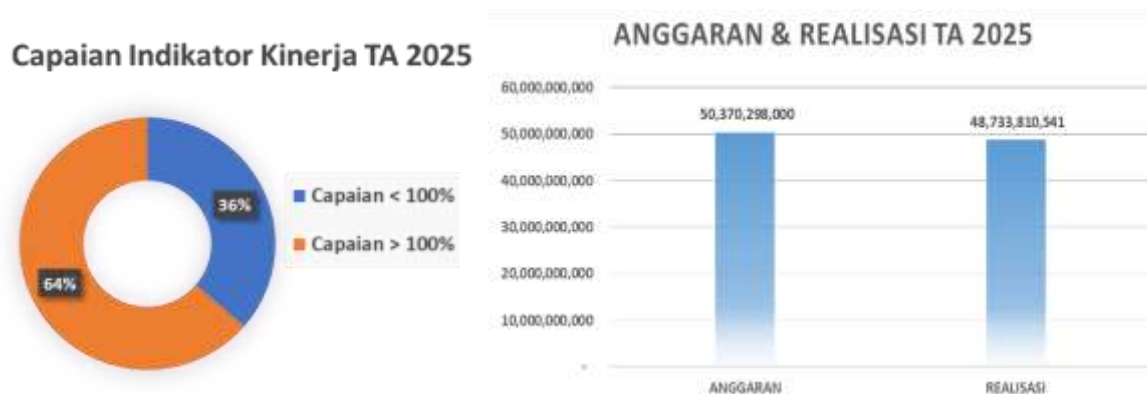 Capaian Indikator Kinerja TA 2025
36%
64%
Capaian < 100%
Capaian > 100%
ANGGARAN & REALISASI TA 2025
60,000,000,000
50,000,000,000
40,000,000,000
30,000,000,000
20,000,000,000
10,000,000,000
-
50,370,298,000
48,733,810,541
ANGGARAN
REALISASI